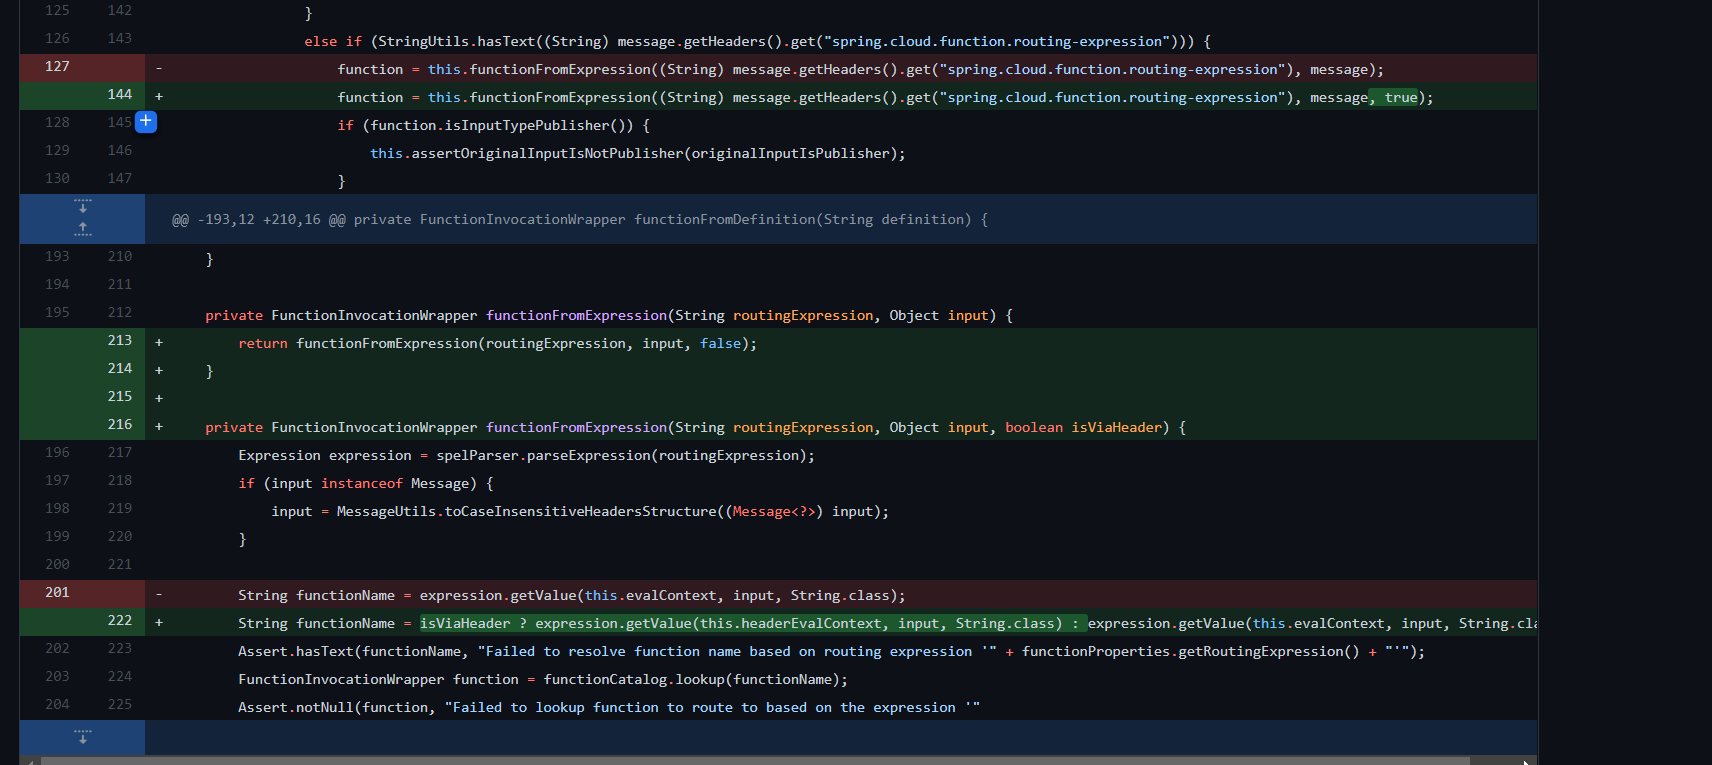 125 142 }
126 143 else if (StringUtils.hasText((String) message.getHeaders().get("spring.cloud.function.routing-expression"))) {
127 - function = this.functionFromExpression((String) message.getHeaders().get("spring.cloud.function.routing-expression"), message);
144 + function = this.functionFromExpression((String) message.getHeaders().get("spring.cloud.function.routing-expression"), message, true);
128 145 + if (function.isInputTypePublisher()) {
129 146 this.assertOriginalInputIsNotPublisher(originalInputIsPublisher);
130 147 }
@@ -193,12 +210,16 @@ private FunctionInvocationWrapper functionFromDefinition(String definition) {
193 210 }
194 211
195 212 private FunctionInvocationWrapper functionFromExpression(String routingExpression, Object input) {
213 + return functionFromExpression(routingExpression, input, false);
214 + }
215 +
216 + private FunctionInvocationWrapper functionFromExpression(String routingExpression, Object input, boolean isViaHeader) {
196 217 Expression expression = spelParser.parseExpression(routingExpression);
197 218 if (input instanceof Message) {
198 219 input = MessageUtils.toCaseInsensitiveHeadersStructure((Message<?>) input);
199 220 }
200 221
201 - String functionName = expression.getValue(this.evalContext, input, String.class);
222 + String functionName = isViaHeader ? expression.getValue(this.headerEvalContext, input, String.class) : expression.getValue(this.evalContext, input, String.cla
202 223 Assert.hasText(functionName, "Failed to resolve function name based on routing expression '" + functionProperties.getRoutingExpression() + "'");
203 224 FunctionInvocationWrapper function = functionCatalog.lookup(functionName);
204 225 Assert.notNull(function, "Failed to lookup function to route to based on the expression '"